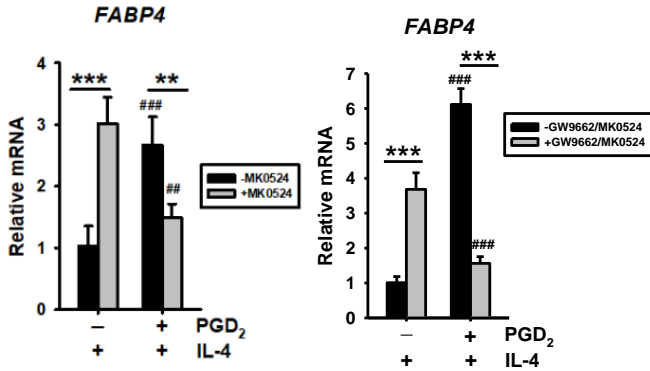 FABP4
Relative mRNA
4
3
2
1
0
***
**
###
##
-MK0524
+MK0524
– + PGD₂
+ + IL-4
FABP4
Relative mRNA
7
6
5
4
3
2
1
0
***
***
###
###
-GW9662/MK0524
+GW9662/MK0524
– + PGD₂
+ + IL-4